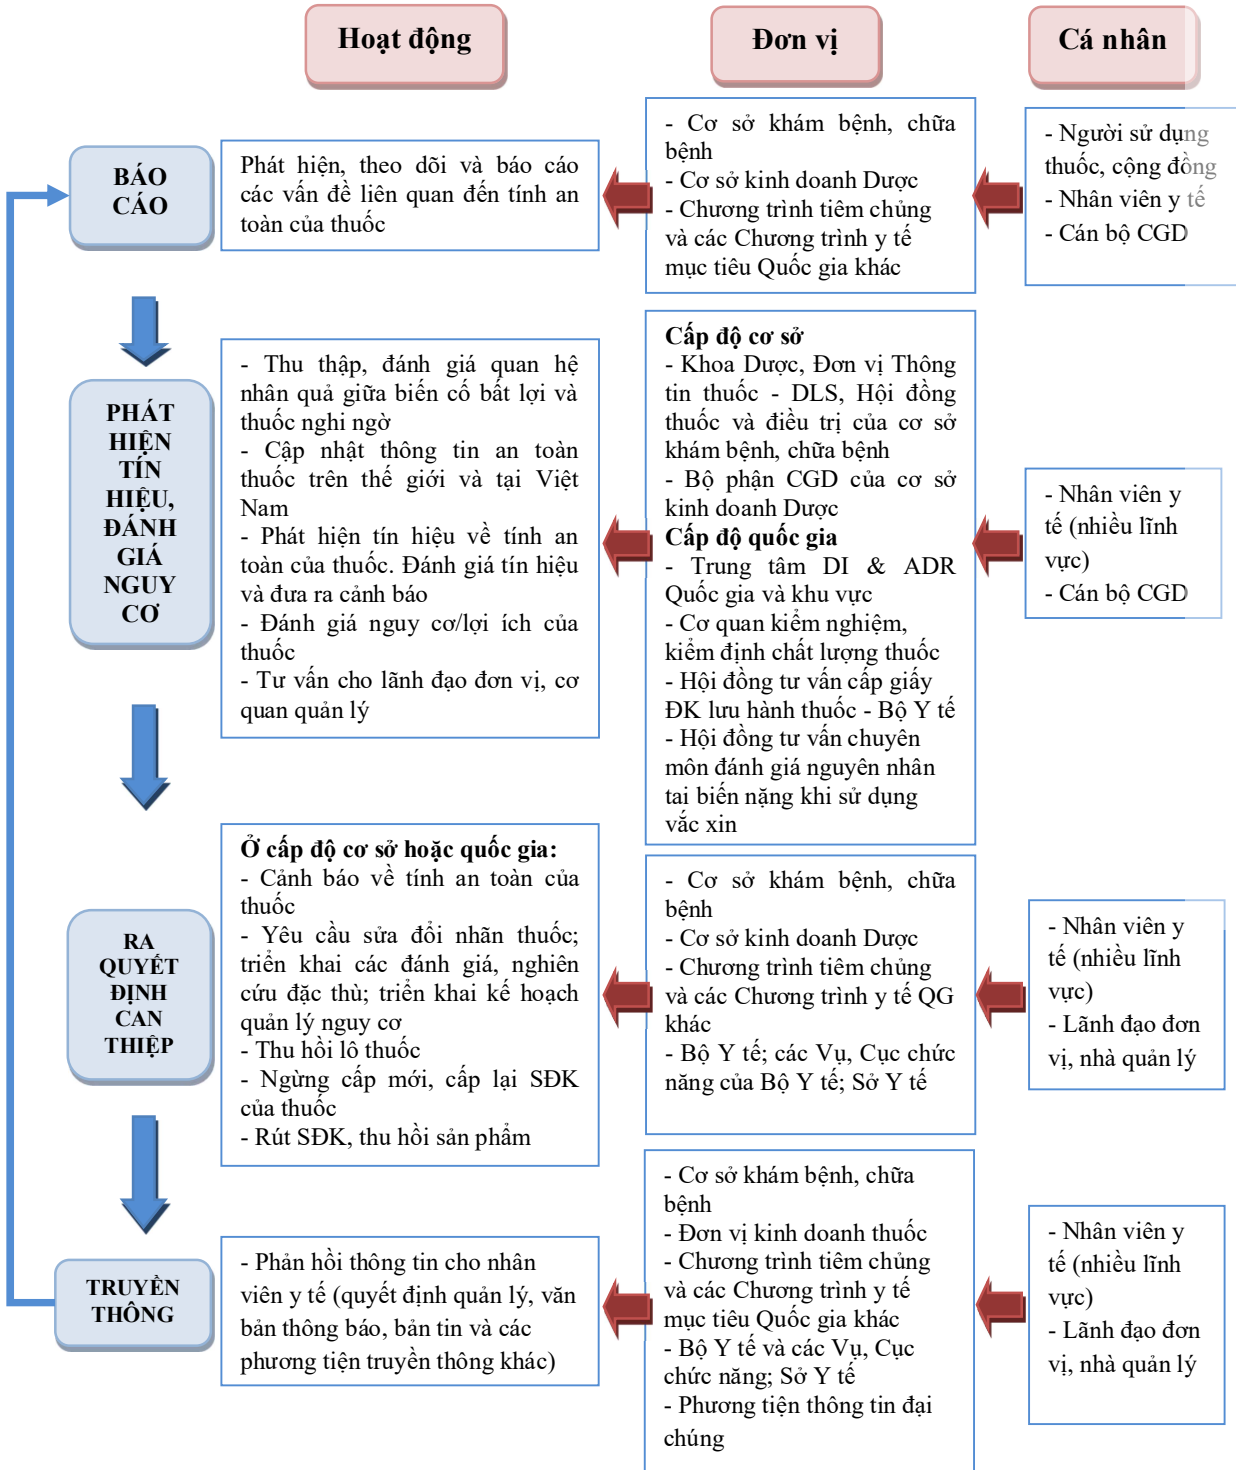 Hoạt động
Đơn vị
Cá nhân
BÁO
CÁO
Phát hiện, theo dõi và báo cáo
các vấn đề liên quan đến tính an
toàn của thuốc
- Cơ sở khám bệnh, chữa
bệnh
- Cơ sở kinh doanh Dược
- Chương trình tiêm chủng
và các Chương trình y tế
mục tiêu Quốc gia khác
- Người sử dụng
thuốc, cộng đồng
- Nhân viên y tế
- Cán bộ CGD
PHÁT
HIỆN
TÍN
HIỆU,
ĐÁNH
GIÁ
NGUY
CƠ
- Thu thập, đánh giá quan hệ
nhân quả giữa biến cố bất lợi và
thuốc nghi ngờ
- Cập nhật thông tin an toàn
thuốc trên thế giới và tại Việt
Nam
- Phát hiện tín hiệu về tính an
toàn của thuốc. Đánh giá tín hiệu
và đưa ra cảnh báo
- Đánh giá nguy cơ/lợi ích của
thuốc
- Tư vấn cho lãnh đạo đơn vị, cơ
quan quản lý
Cấp độ cơ sở
- Khoa Dược, Đơn vị Thông
tin thuốc - DLS, Hội đồng
thuốc và điều trị của cơ sở
khám bệnh, chữa bệnh
- Bộ phận CGD của cơ sở
kinh doanh Dược
Cấp độ quốc gia
- Trung tâm DI & ADR
Quốc gia và khu vực
- Cơ quan kiểm nghiệm,
kiểm định chất lượng thuốc
- Hội đồng tư vấn cấp giấy
ĐK lưu hành thuốc - Bộ Y tế
- Hội đồng tư vấn chuyên
môn đánh giá nguyên nhân
tai biến nặng khi sử dụng
vắc xin
- Nhân viên y
tế (nhiều lĩnh
vực)
- Cán bộ CGD
RA
QUYẾT
ĐỊNH
CAN
THIỆP
Ở cấp độ cơ sở hoặc quốc gia:
- Cảnh báo về tính an toàn của
thuốc
- Yêu cầu sửa đổi nhãn thuốc;
triển khai các đánh giá, nghiên
cứu đặc thù; triển khai kế hoạch
quản lý nguy cơ
- Thu hồi lô thuốc
- Ngừng cấp mới, cấp lại SĐK
của thuốc
- Rút SĐK, thu hồi sản phẩm
- Cơ sở khám bệnh, chữa
bệnh
- Cơ sở kinh doanh Dược
- Chương trình tiêm chủng
và các Chương trình y tế QG
khác
- Bộ Y tế; các Vụ, Cục chức
năng của Bộ Y tế; Sở Y tế
- Nhân viên y
tế (nhiều lĩnh
vực)
- Lãnh đạo đơn
vị, nhà quản lý
TRUYỀN
THÔNG
- Phản hồi thông tin cho nhân
viên y tế (quyết định quản lý, văn
bản thông báo, bản tin và các
phương tiện truyền thông khác)
- Cơ sở khám bệnh, chữa
bệnh
- Đơn vị kinh doanh thuốc
- Chương trình tiêm chủng
và các Chương trình y tế
mục tiêu Quốc gia khác
- Bộ Y tế và các Vụ, Cục
chức năng; Sở Y tế
- Phương tiện thông tin đại
chúng
- Nhân viên y
tế (nhiều lĩnh
vực)
- Lãnh đạo đơn
vị, nhà quản lý